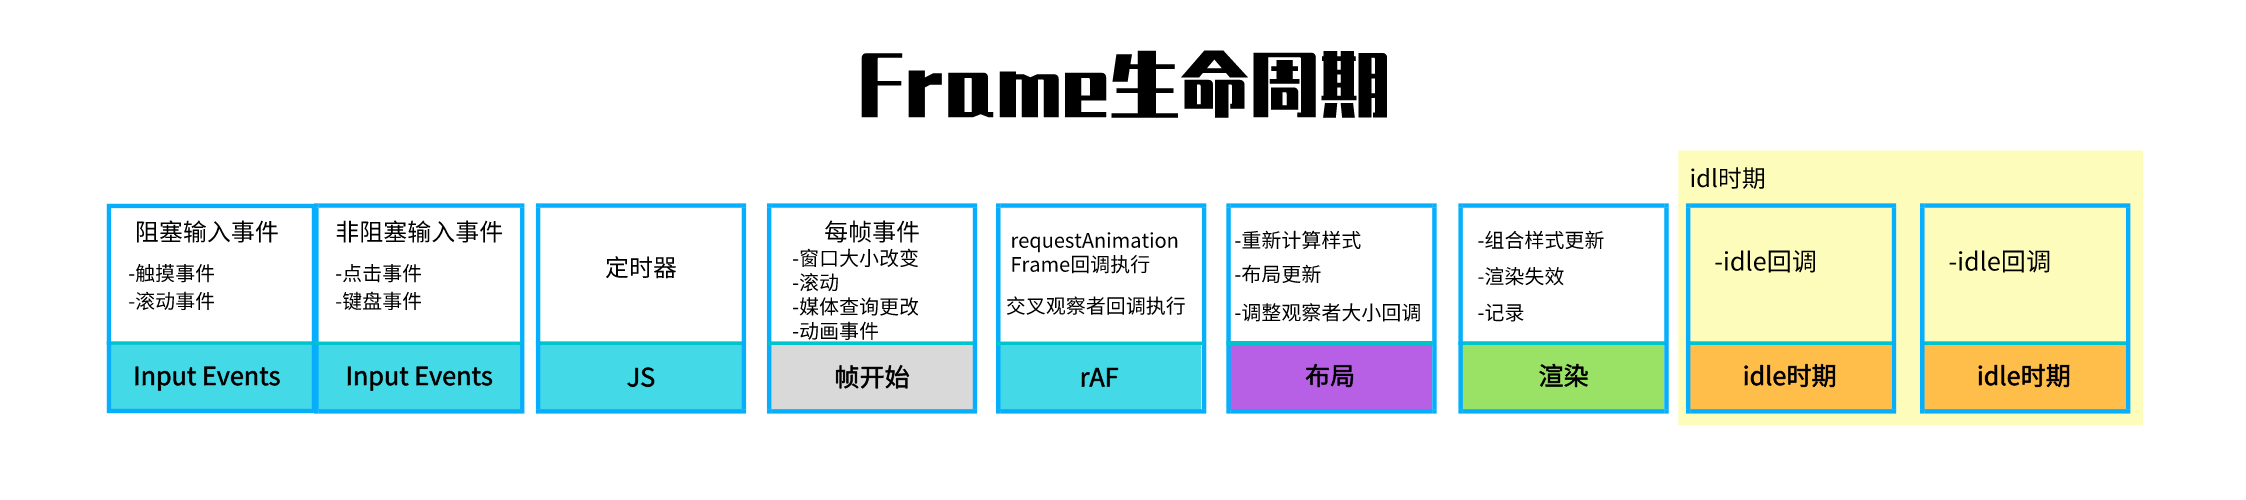 Frame生命周期
阻塞输入事件
-触摸事件
-滚动事件
Input Events
非阻塞输入事件
-点击事件
-键盘事件
Input Events
定时器
JS
每帧事件
-窗口大小改变
-滚动
-媒体查询更改
-动画事件
帧开始
requestAnimation
Frame回调执行
交叉观察者回调执行
rAF
-重新计算样式
-布局更新
-调整观察者大小回调
布局
-组合样式更新
-渲染失效
-记录
渲染
idl时期
-idle回调
idle时期
-idle回调
idle时期